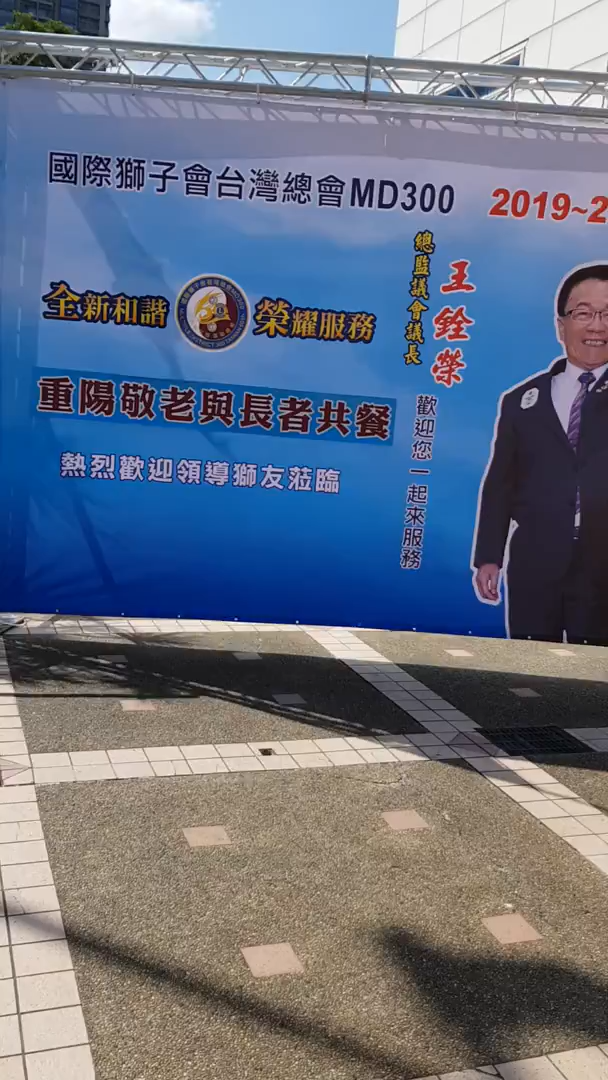 國際獅子會台灣總會MD300
2019~2
全新和諧
榮耀服務
重陽敬老與長者共餐
熱烈歡迎領導獅友蒞臨
總監議會議長
王銓榮
歡迎您一起來服務